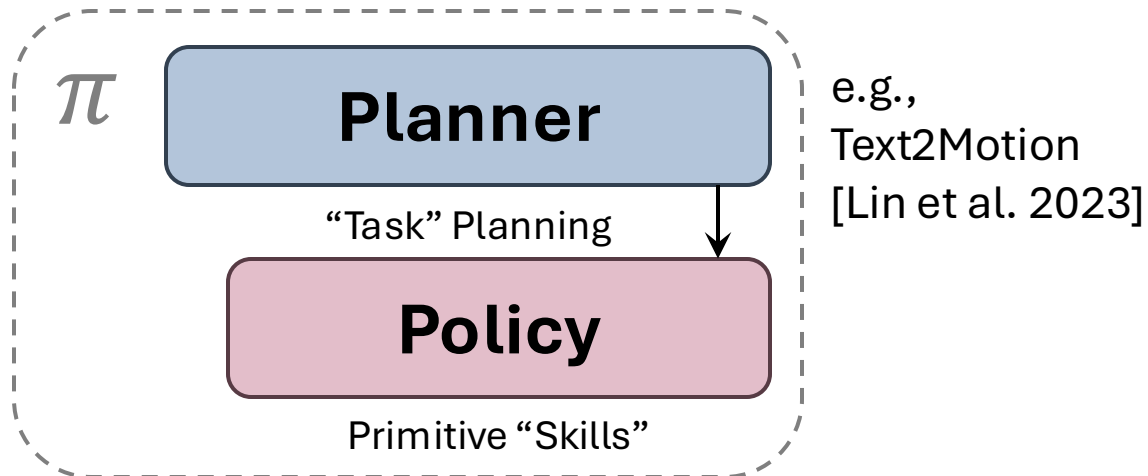 π
Planner
“Task” Planning
Policy
Primitive “Skills”
e.g.,
Text2Motion
[Lin et al. 2023]